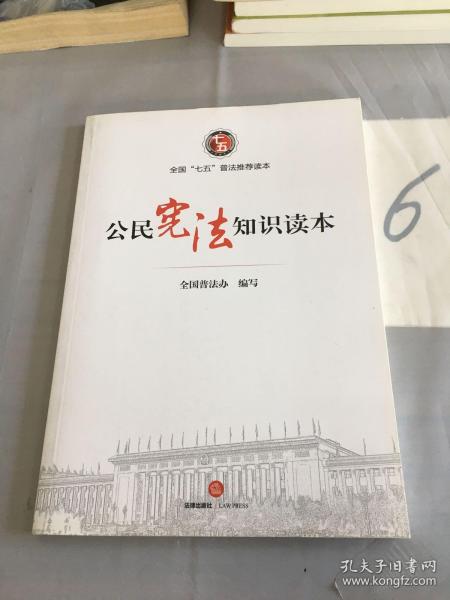 七五
全国“七五”普法推荐读本
公民宪法知识读本
全国普法办 编写
法律出版社 | LAW PRESS
6
孔夫子旧书网
www.kongfz.com